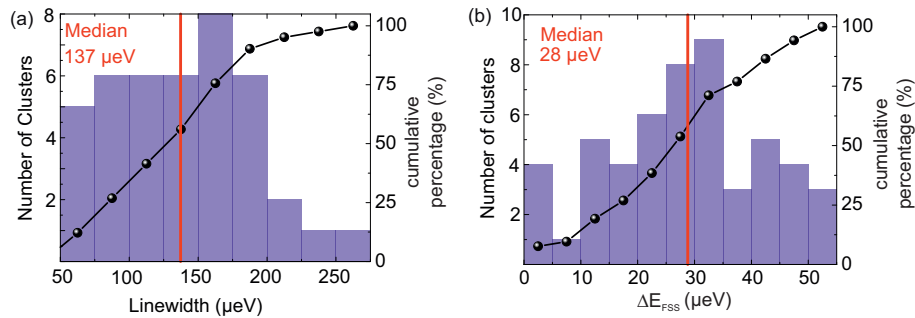 (a)
Median
137 μeV
Number of Clusters
8
6
4
2
100
75
50
25
0
cumulative
percentage (%)
50
100
150
200
250
Linewidth (μeV)
(b)
Median
28 μeV
Number of clusters
10
8
6
4
2
100
75
50
25
0
cumulative
percentage (%)
0
10
20
30
40
50
ΔE_FSS (μeV)